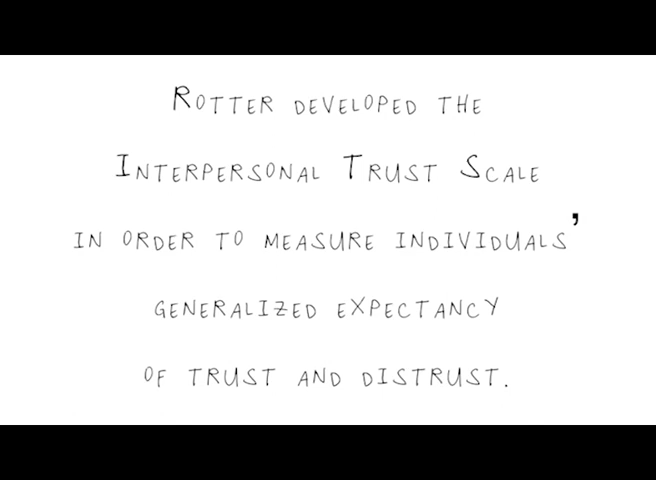 Rotter developed the
Interpersonal Trust Scale
in order to measure individuals’
generalized expectancy
of trust and distrust.